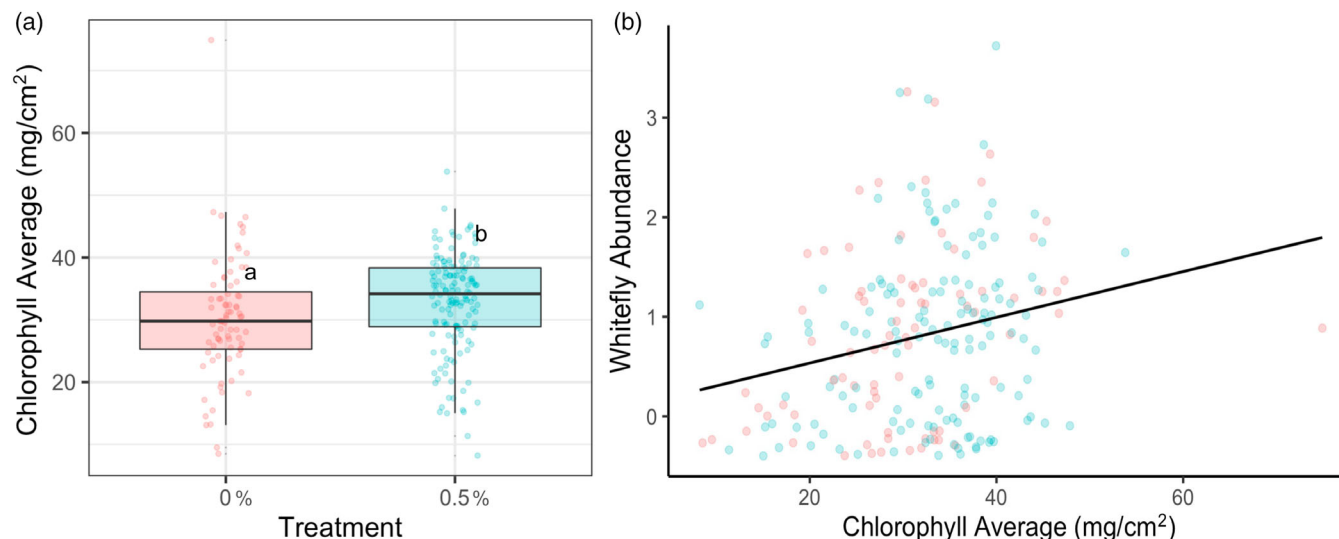 (a)
Chlorophyll Average (mg/cm²)
60
40
20
a
b
0 %
0.5 %
Treatment
(b)
Whitefly Abundance
3
2
1
0
20
40
60
Chlorophyll Average (mg/cm²)